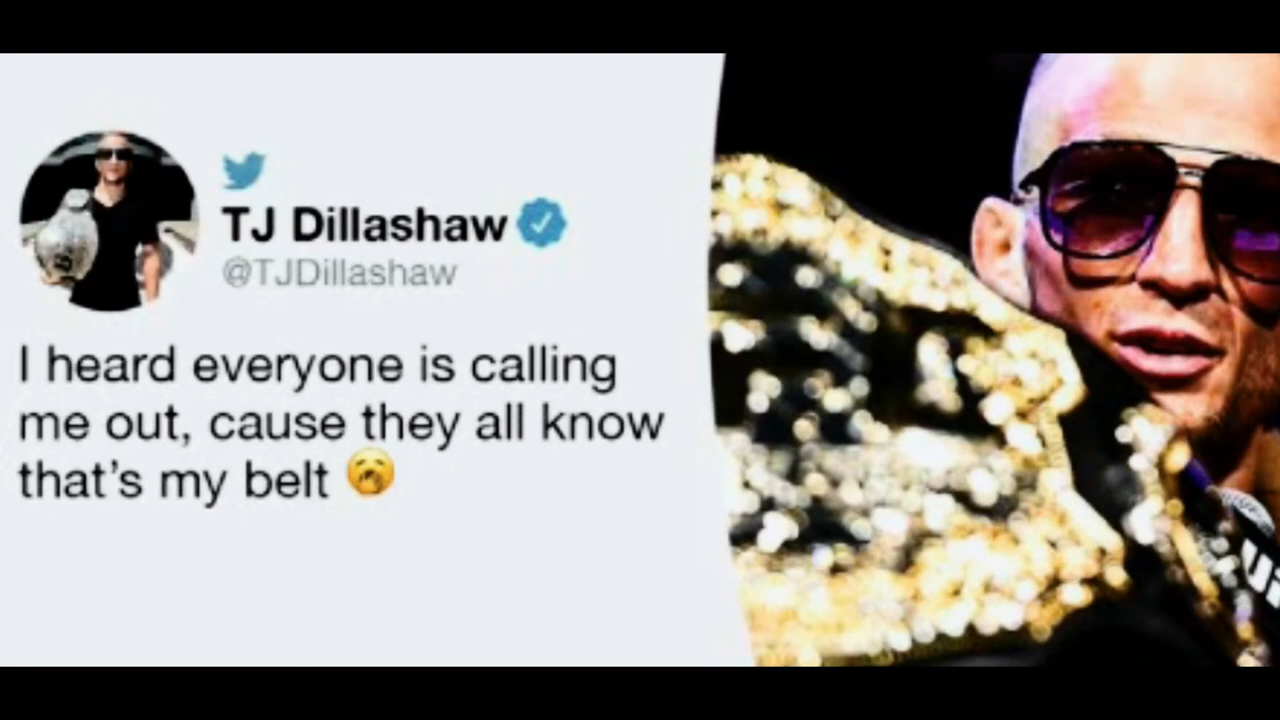 TJ Dillashaw
@TJDillashaw
I heard everyone is calling
me out, cause they all know
that's my belt 🥱